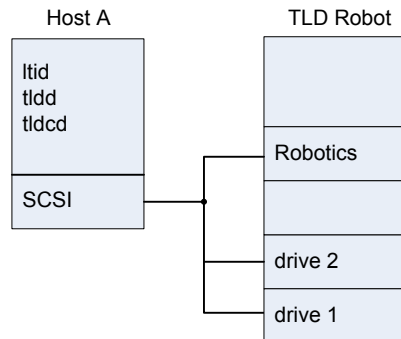 Host A
TLD Robot
ltid
tldd
tldcd
SCSI
Robotics
drive 2
drive 1